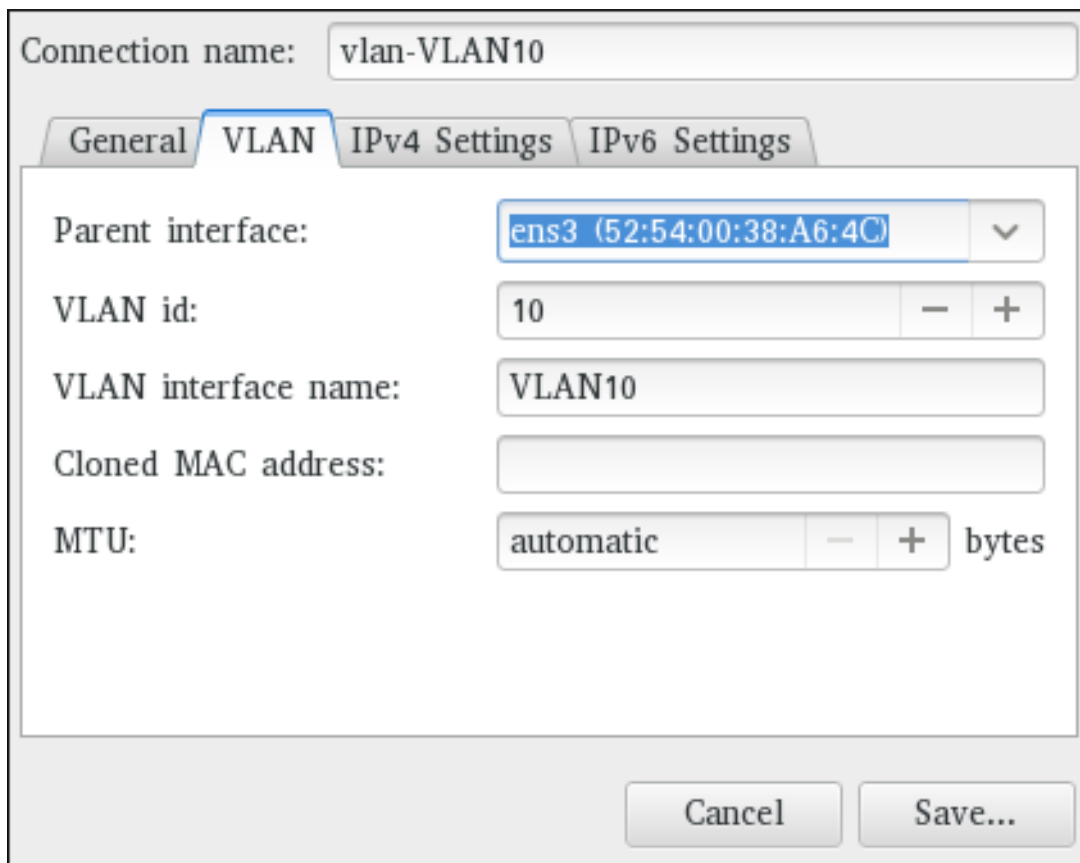 Connection name: vlan-VLAN10
General VLAN IPv4 Settings IPv6 Settings
Parent interface: ens3 (52:54:00:38:A6:4C)
VLAN id: 10
VLAN interface name: VLAN10
Cloned MAC address:
MTU: automatic bytes
Cancel Save...